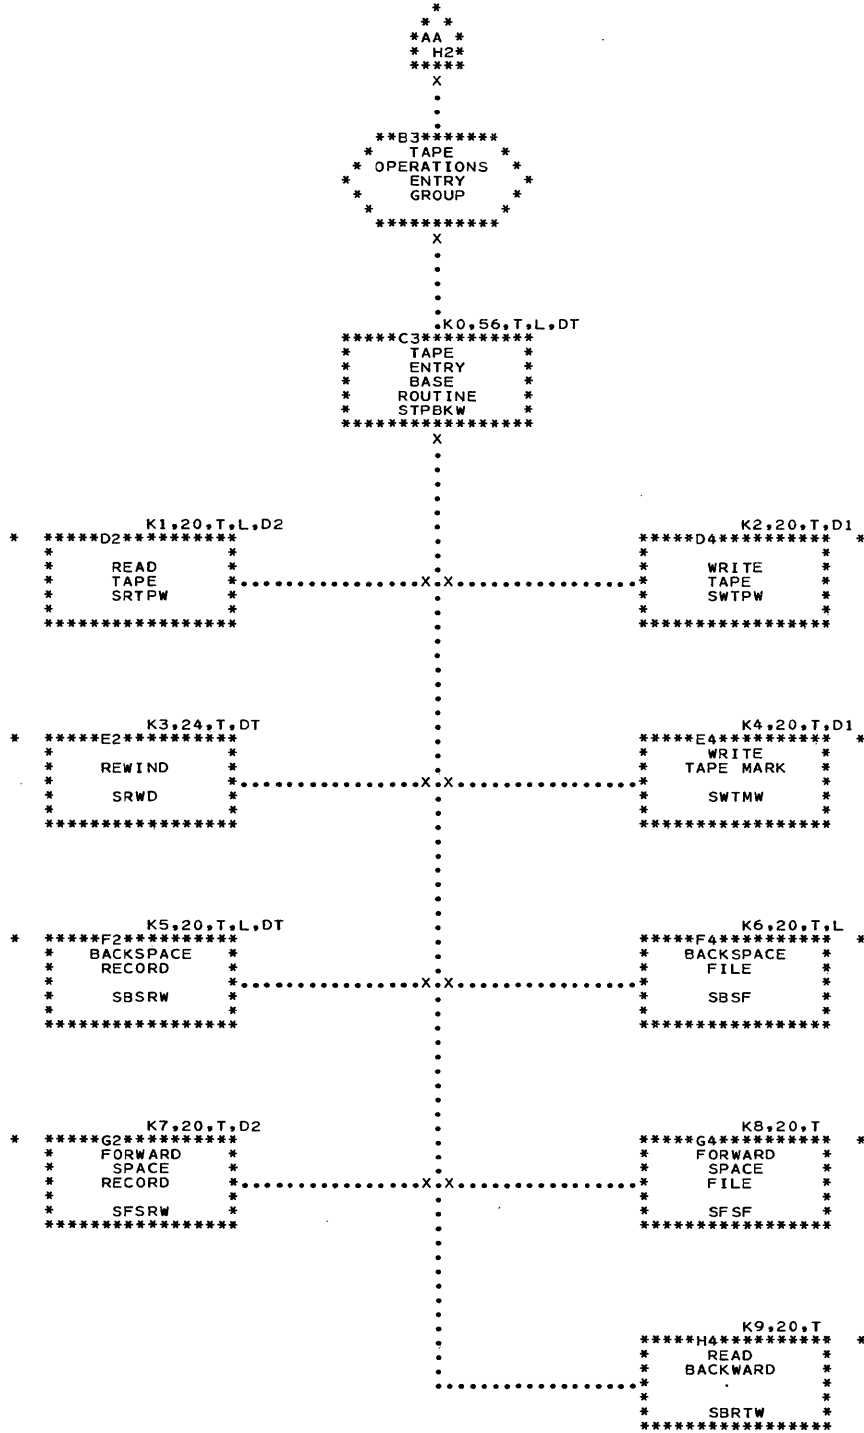 *
* *
*AA *
* H2*
*****
X
**B3*******
* TAPE *
* OPERATIONS *
* ENTRY *
* GROUP *
* *
***********
X
K0,56,T,L,DT
*****C3**********
* TAPE *
* ENTRY *
* BASE *
* ROUTINE *
* STPBKW *
*****************
X
K1,20,T,L,D2 K2,20,T,D1
* *****D2********** *****D4********** *
* * * *
* READ * * WRITE *
* TAPE *.................X X.................* TAPE *
* SRTPW * * SWTPW *
* * * *
***************** *****************
K3,24,T,DT K4,20,T,D1
* *****E2********** *****E4********** *
* * * WRITE *
* REWIND * * TAPE MARK *
* *.................X X.................* *
* SRWD * * SWTMW *
* * * *
***************** *****************
K5,20,T,L,DT K6,20,T,L
* *****F2********** *****F4********** *
* BACKSPACE * * BACKSPACE *
* RECORD * * FILE *
* *.................X X.................* *
* SBSRW * * SBSF *
* * * *
***************** *****************
K7,20,T,D2 K8,20,T
* *****G2********** *****G4********** *
* FORWARD * * FORWARD *
* SPACE * * SPACE *
* RECORD *.................X X.................* FILE *
* * * *
* SFSRW * * SFSF *
***************** *****************
K9,20,T
*****H4********** *
* READ *
* BACKWARD *
...................* *
* *
* SBRTW *
*****************